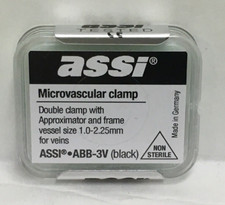 TESTED
assi®
Microvascular clamp
Double clamp with
Approximator and frame
vessel size 1.0-2.25mm
for veins
ASSI®•ABB-3V (black)
NON
STERILE
Made in Germany